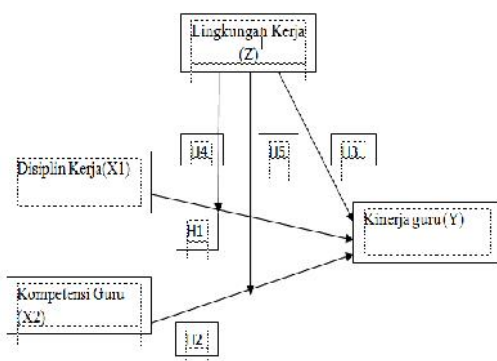 Lingkungan Kerja
(Z)
H4
H5
H3
Disiplin Kerja(X1)
H1
Kinerja guru (Y)
Kompetensi Guru
(X2)
H2